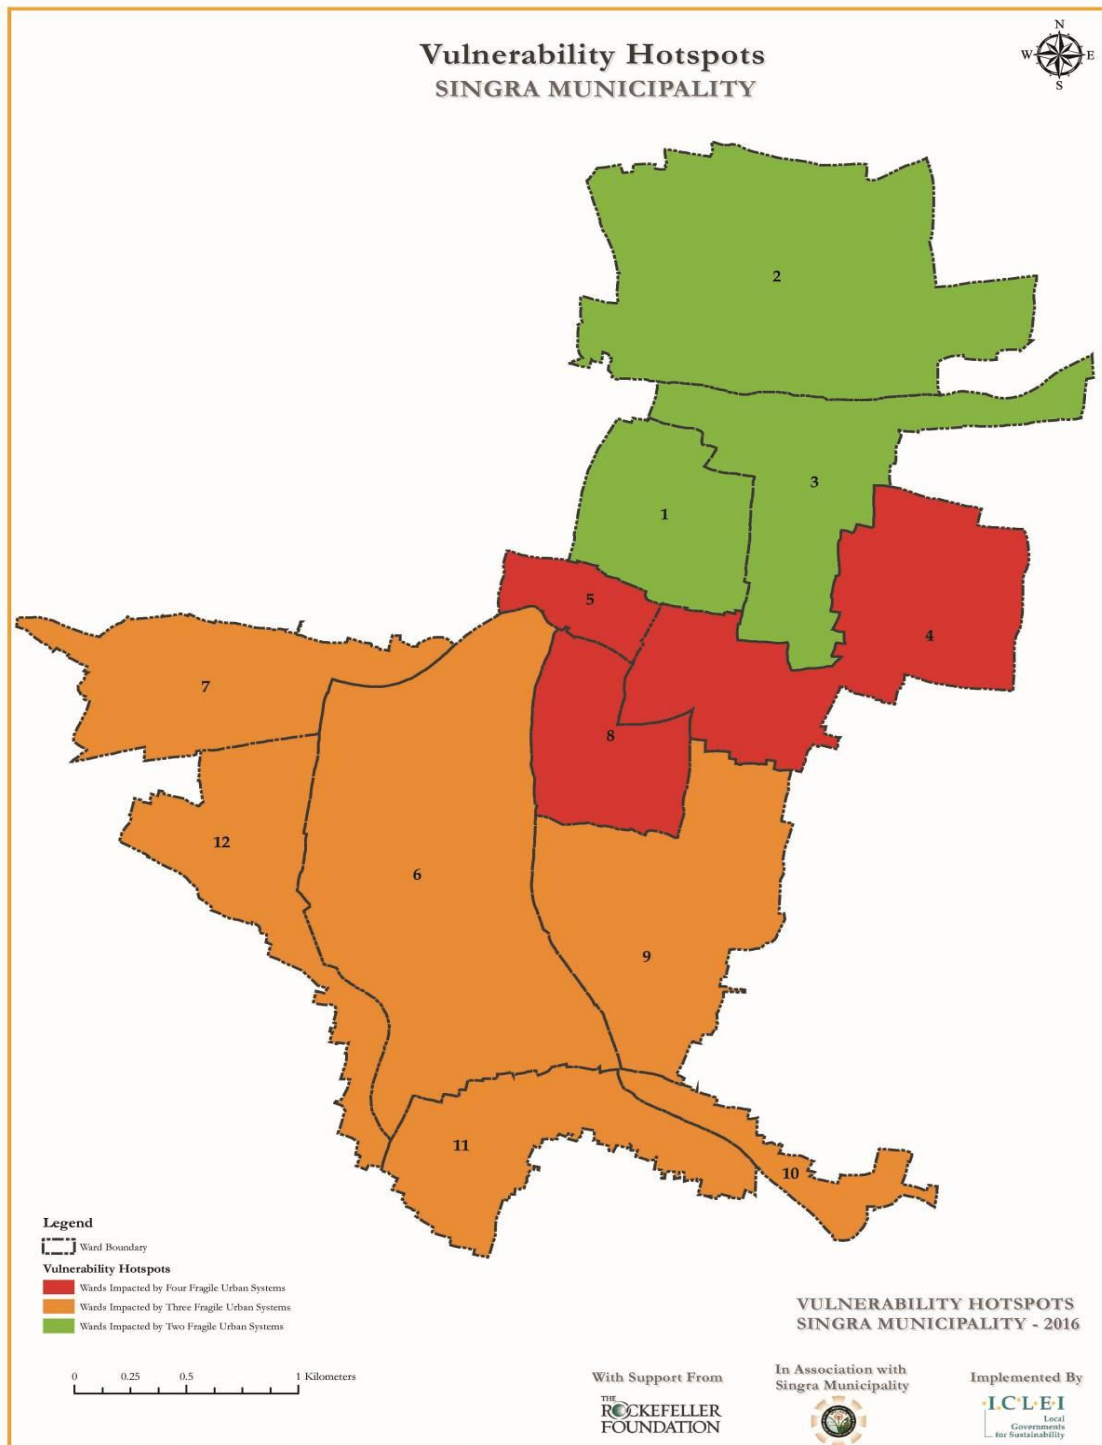 Vulnerability Hotspots
SINGRA MUNICIPALITY
N
W E
S
2
3
1
5
4
7
8
12
6
9
11
10
Legend
Ward Boundary
Vulnerability Hotspots
Wards Impacted by Four Fragile Urban Systems
Wards Impacted by Three Fragile Urban Systems
Wards Impacted by Two Fragile Urban Systems
0 0.25 0.5 1 Kilometers
VULNERABILITY HOTSPOTS
SINGRA MUNICIPALITY - 2016
With Support From
THE
ROCKEFELLER
FOUNDATION
In Association with
Singra Municipality
Implemented By
I.C.L.E.I
Local
Governments
for Sustainability